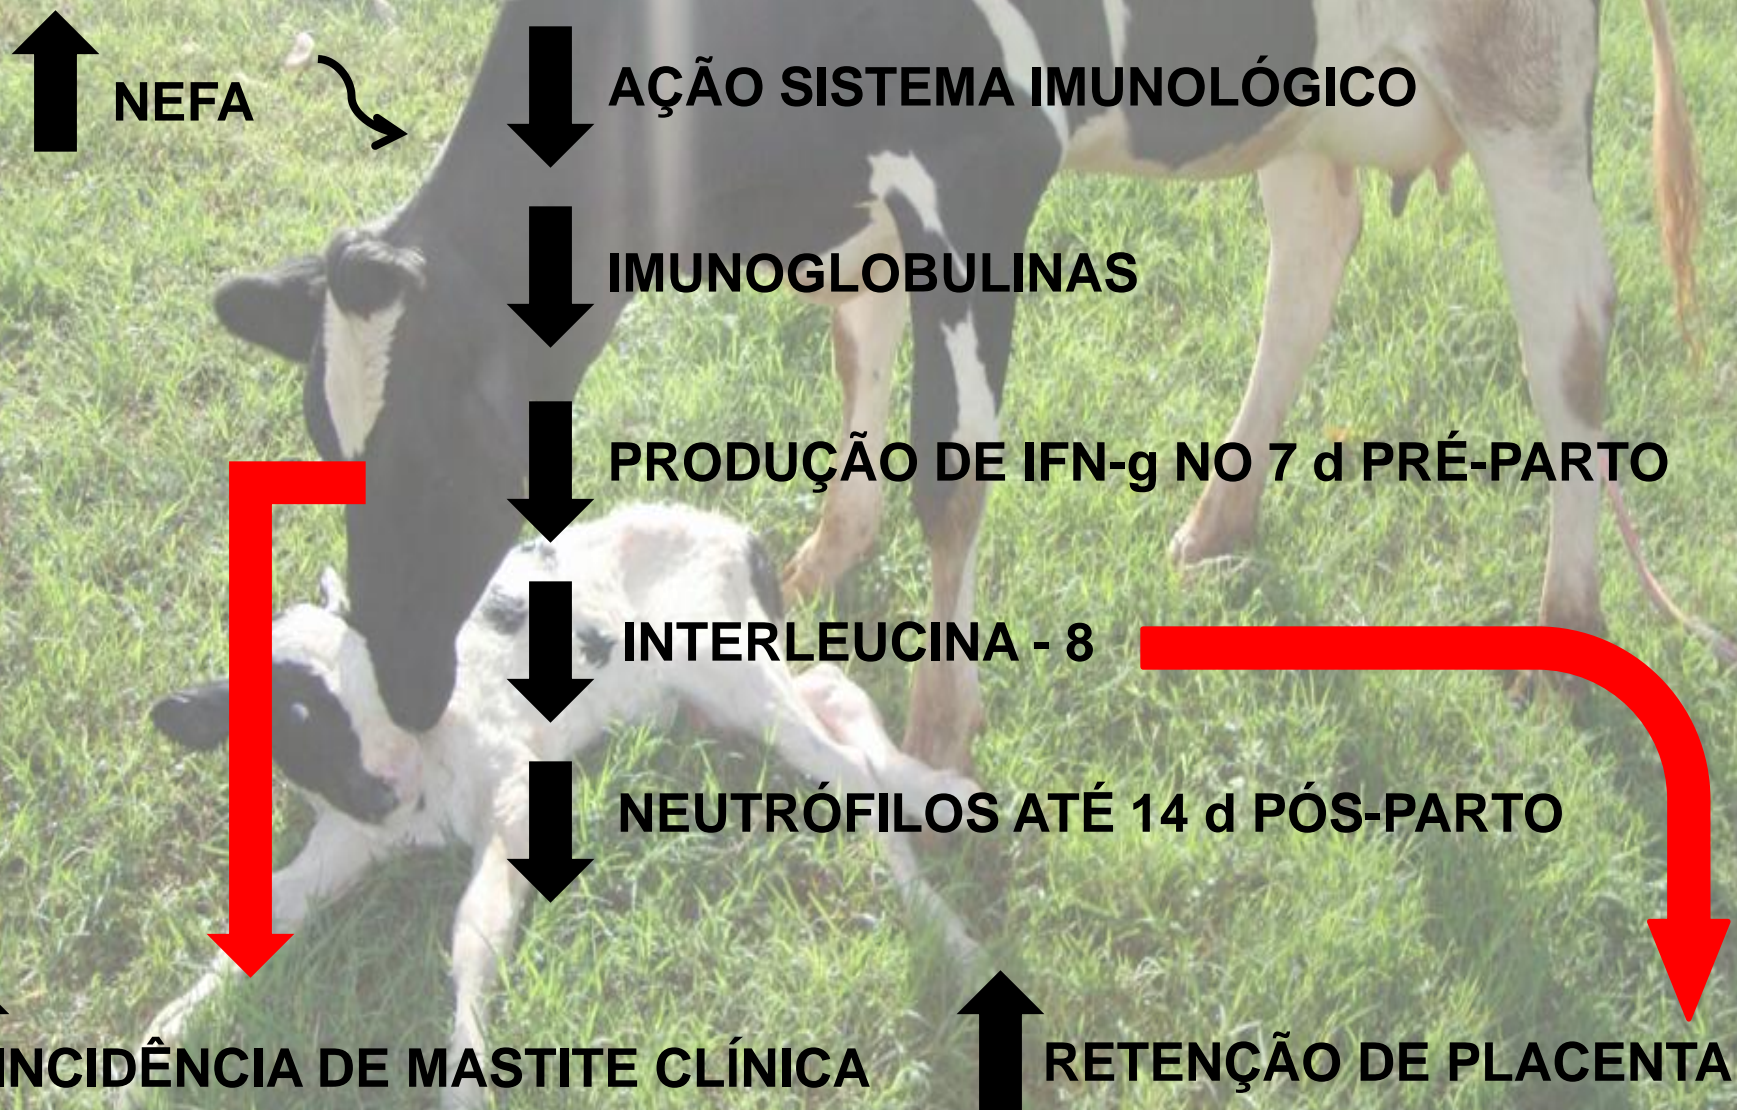 NEFA
AÇÃO SISTEMA IMUNOLÓGICO
IMUNOGLOBULINAS
PRODUÇÃO DE IFN-g NO 7 d PRÉ-PARTO
INTERLEUCINA - 8
NEUTRÓFILOS ATÉ 14 d PÓS-PARTO
INCIDÊNCIA DE MASTITE CLÍNICA
RETENÇÃO DE PLACENTA